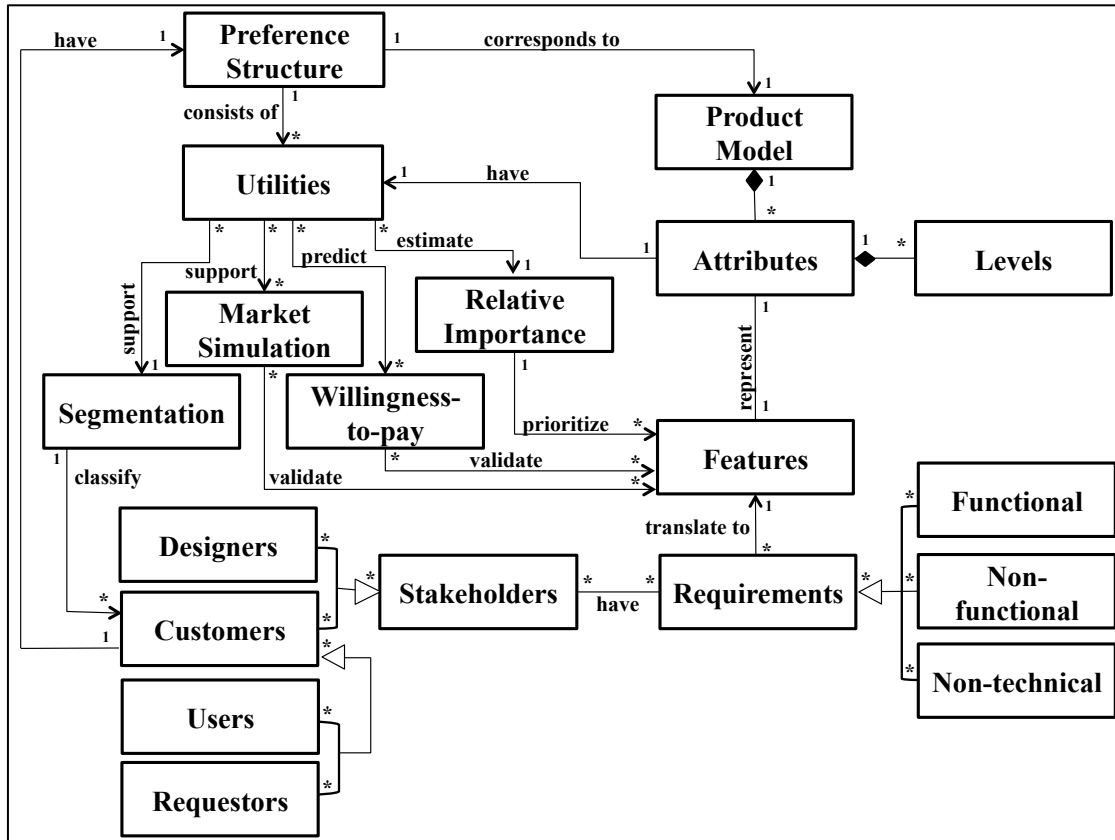 have
1
Preference
Structure
1
corresponds to
1
consists of
*
1
Product
Model
1
*
Utilities
1
have
1
Attributes
1
*
Levels
*
*
*
*
estimate
support
predict
1
*
support
Market
Simulation
Relative
Importance
1
represent
1
1
*
*
1
Segmentation
Willingness-
to-pay
prioritize
*
1
classify
*
validate
*
validate
*
Features
1
translate to
*
Functional
*
Designers
*
*
Stakeholders
*
have
*
Requirements
*
*
Non-
functional
*
Customers
*
1
*
Non-technical
*
Users
*
Requestors
*